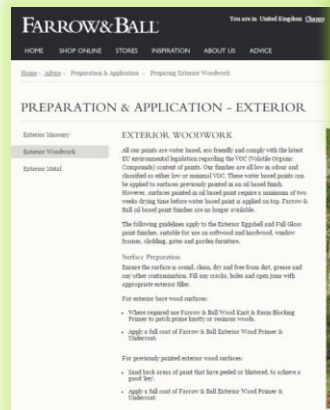 FARROW&BALL
You are in United Kingdom Change
HOME SHOP ONLINE STORES INSPIRATION ABOUT US ADVICE
Home › Advice › Preparation & Application › Preparing Exterior Woodwork
PREPARATION & APPLICATION – EXTERIOR
Exterior Masonry
Exterior Woodwork
Exterior Metal
EXTERIOR WOODWORK
All our paints are water based, eco friendly and comply with the latest
EU environmental legislation regarding the VOC (Volatile Organic
Compounds) content of paints. Our finishes are all low in odour and
classified as either low or minimal VOC. These water based paints can
be applied to surfaces previously painted in an oil based finish.
However, surfaces painted in oil based paint require a minimum of two
weeks drying time before water based paint is applied on top. Farrow &
Ball oil based paint finishes are no longer available.
The following guidelines apply to the Exterior Eggshell and Full Gloss
paint finishes, suitable for use on softwood and hardwood, window
frames, cladding, gates and garden furniture.
Surface Preparation
Ensure the surface is sound, clean, dry and free from dirt, grease and
any other contamination. Fill any cracks, holes and open joins with
appropriate exterior filler.
For exterior bare wood surfaces:
• Where required use Farrow & Ball Wood Knot & Resin Blocking
Primer to patch prime knotty or resinous woods.
• Apply a full coat of Farrow & Ball Exterior Wood Primer &
Undercoat.
For previously painted exterior wood surfaces:
• Sand back areas of paint that have peeled or blistered, to achieve a
good 'key'.
• Apply a full coat of Farrow & Ball Exterior Wood Primer &
Undercoat